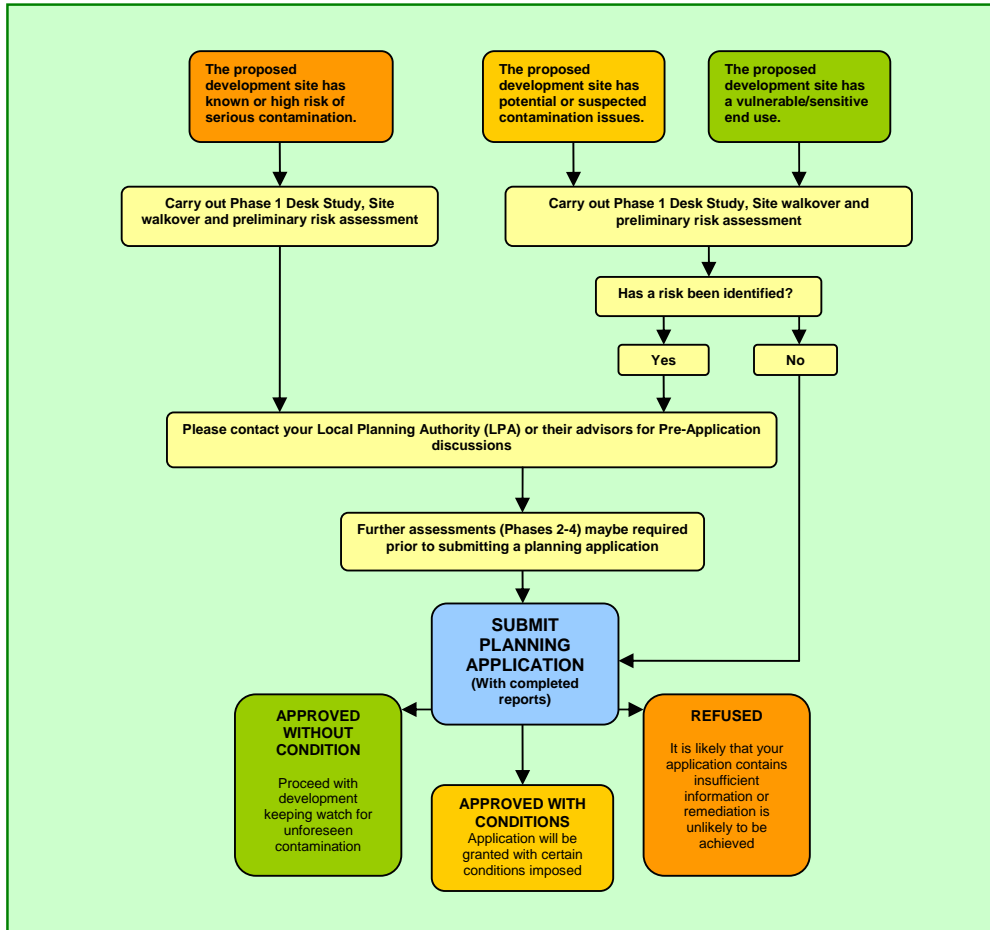 The proposed
development site has
known or high risk of
serious contamination.
The proposed
development site has
potential or suspected
contamination issues.
The proposed
development site has
a vulnerable/sensitive
end use.
Carry out Phase 1 Desk Study, Site
walkover and preliminary risk assessment
Carry out Phase 1 Desk Study, Site walkover and
preliminary risk assessment
Has a risk been identified?
Yes
No
Please contact your Local Planning Authority (LPA) or their advisors for Pre-Application
discussions
Further assessments (Phases 2-4) maybe required
prior to submitting a planning application
SUBMIT
PLANNING
APPLICATION
(With completed
reports)
APPROVED
WITHOUT
CONDITION
Proceed with
development
keeping watch for
unforeseen
contamination
APPROVED WITH
CONDITIONS
Application will be
granted with certain
conditions imposed
REFUSED
It is likely that your
application contains
insufficient
information or
remediation is
unlikely to be
achieved